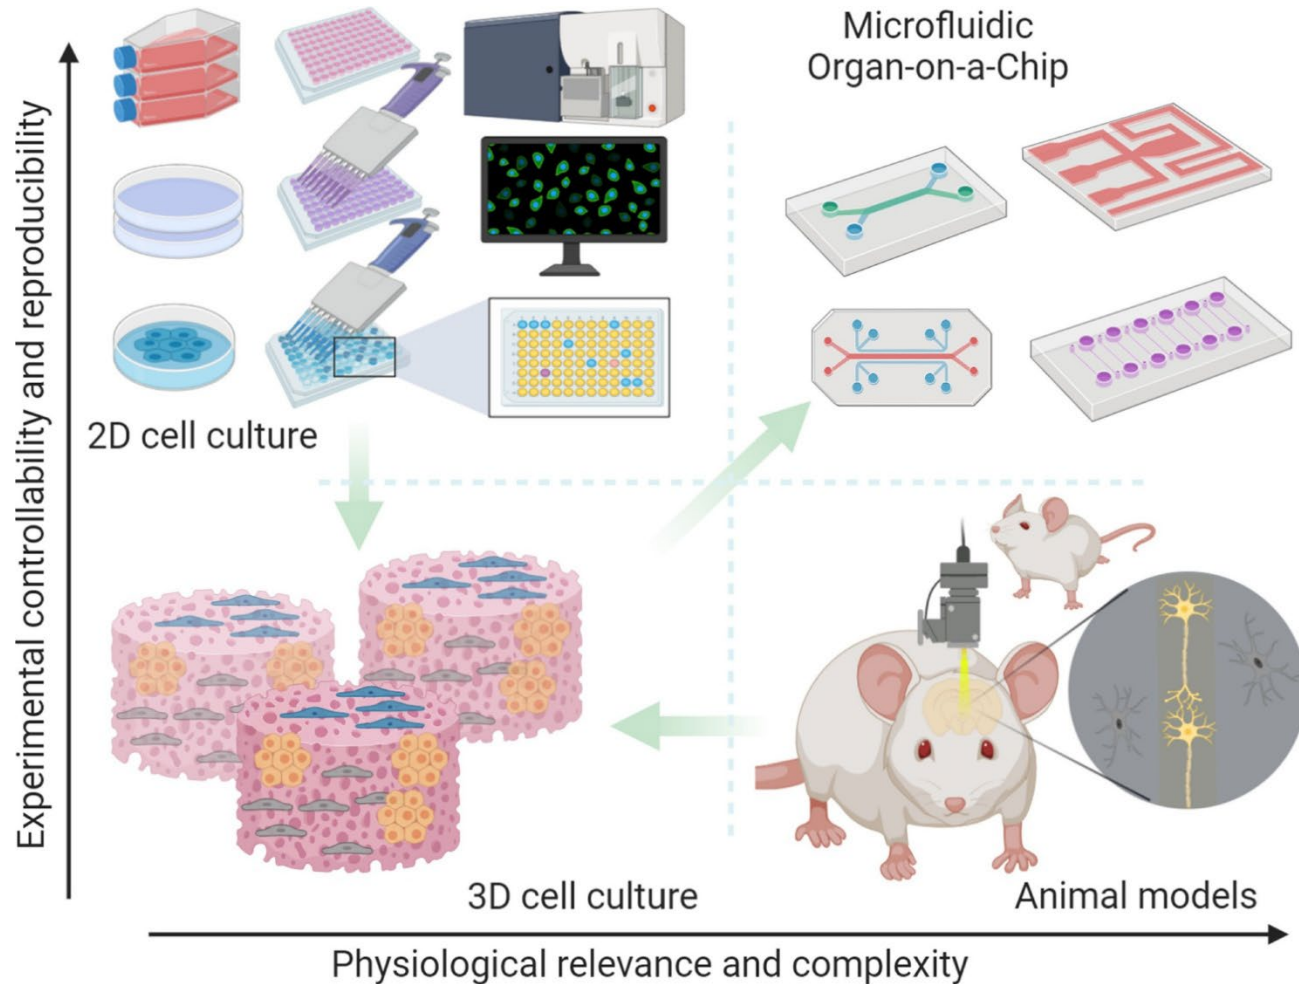 Microfluidic
Organ-on-a-Chip
Experimental controllability and reproducibility
2D cell culture
3D cell culture
Animal models
Physiological relevance and complexity